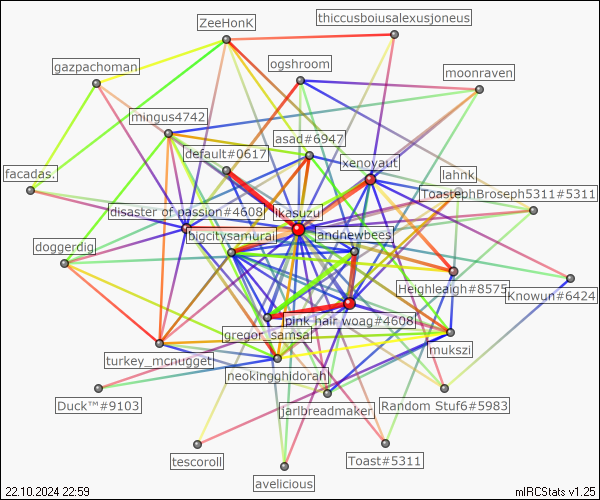 ZeeHonK
thiccusboiusalexusjoneus
gazpachoman
ogshroom
moonraven
mingus4742
asad#6947
default#0617
xenoyaut
lahnk.
facadas.
ToastephBroseph5311#5311
disaster of passion#4608
likasuzu
doggerdig
bigcitysamurai
andnewbees
Heighleaigh#8575
Knowun#6424
gregor_samsa
pink hair woag#4608
turkey_mcnugget
mukszi
neokingghidorah
Duck™#9103
jarlbreadmaker
Random Stuf6#5983
tescoroll
Toast#5311
avelicious
22.10.2024 22:59
mIRCStats v1.25